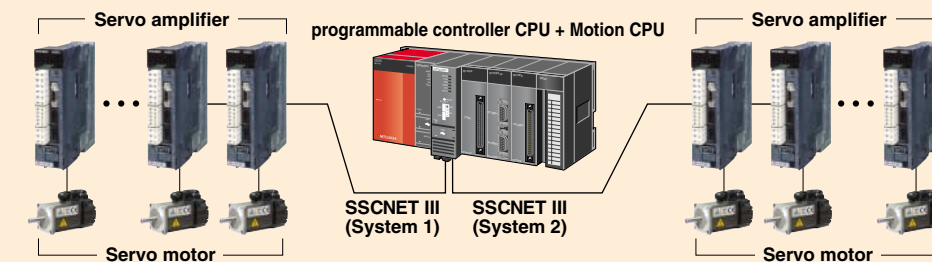 Servo amplifier
programmable controller CPU + Motion CPU
Servo amplifier
SSCNET III
(System 1)
SSCNET III
(System 2)
Servo motor
Servo motor